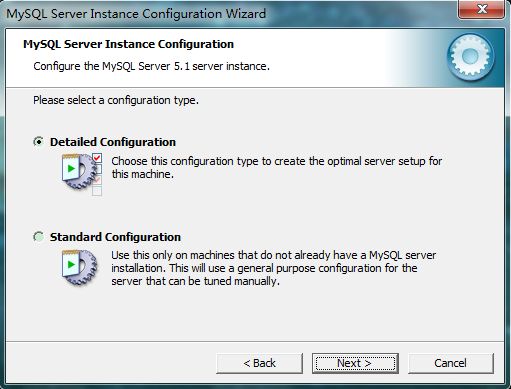 MySQL Server Instance Configuration Wizard
MySQL Server Instance Configuration
Configure the MySQL Server 5.1 server instance.
Please select a configuration type.
Detailed Configuration
Choose this configuration type to create the optimal server setup for
this machine.
Standard Configuration
Use this only on machines that do not already have a MySQL server
installation. This will use a general purpose configuration for the
server that can be tuned manually.
< Back
Next >
Cancel